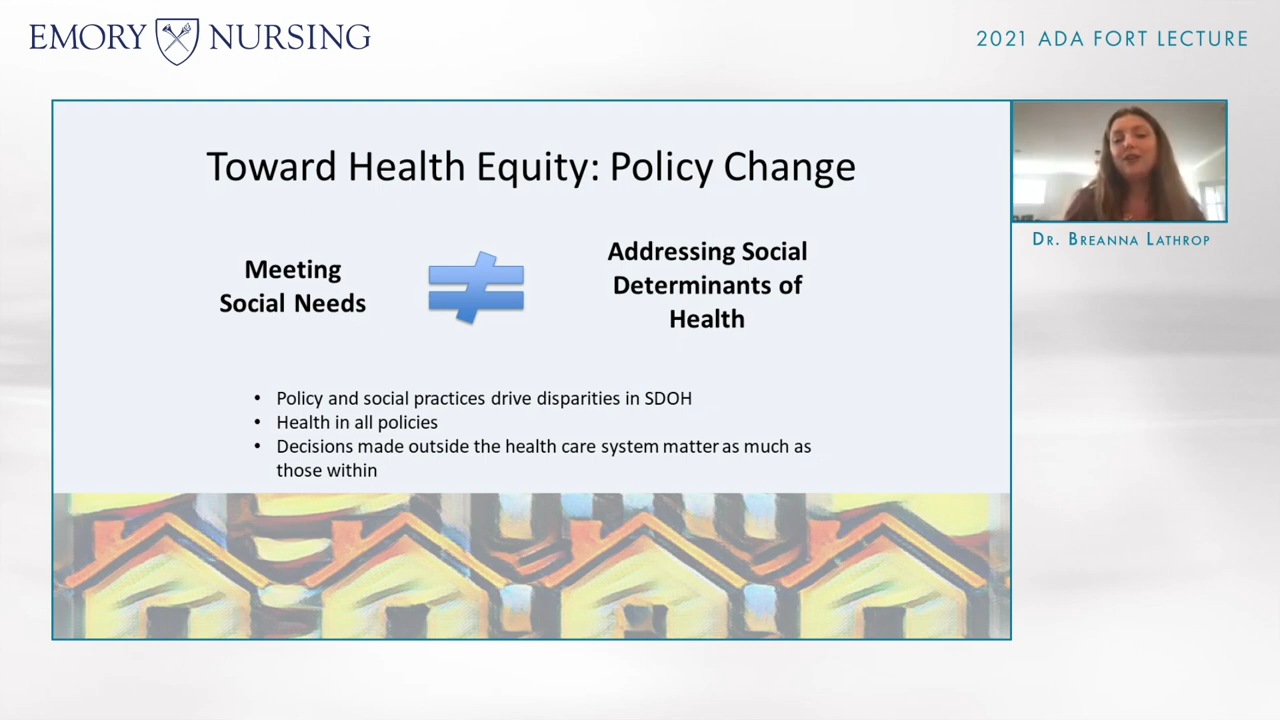 EMORY NURSING
2021 ADA FORT LECTURE
Toward Health Equity: Policy Change
Meeting
Social Needs
Addressing Social
Determinants of
Health
• Policy and social practices drive disparities in SDOH
• Health in all policies
• Decisions made outside the health care system matter as much as
those within
DR. BREANNA LATHROP